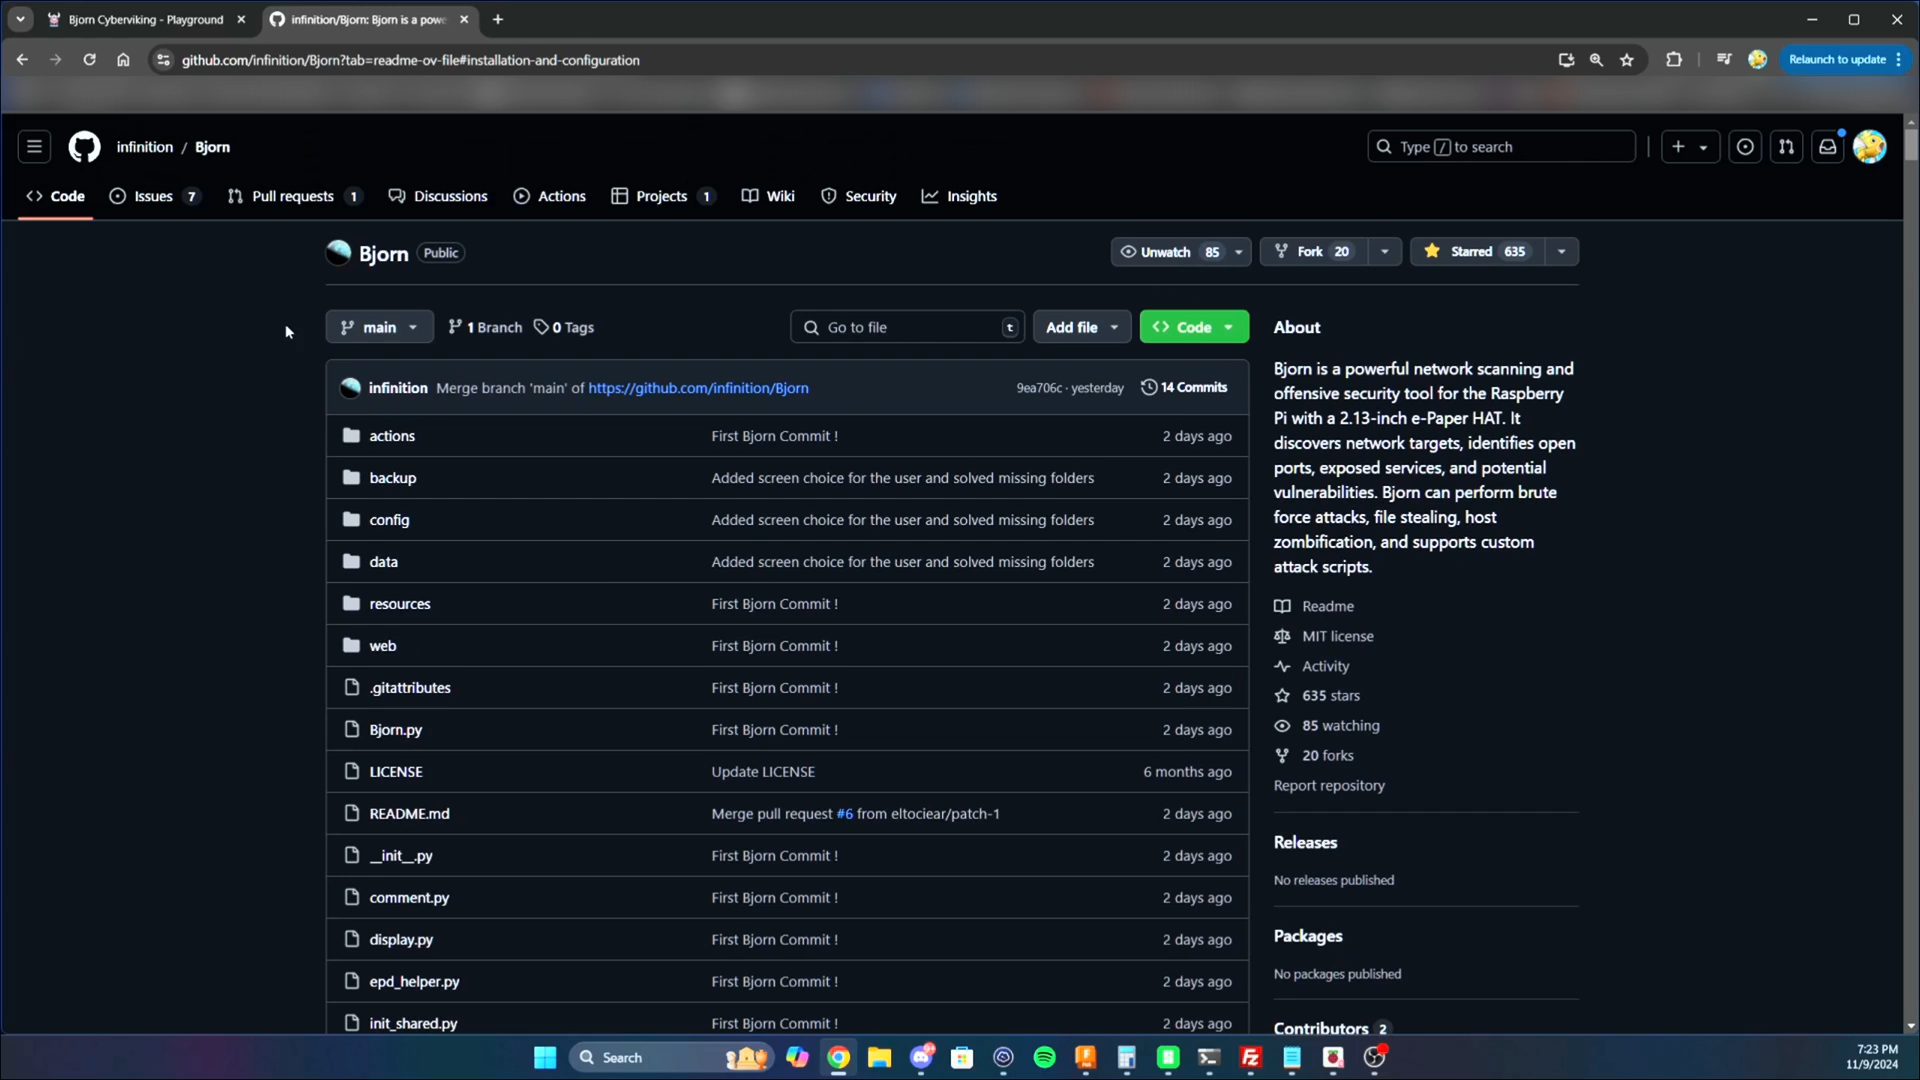 Bjorn Cyberviking - Playground
infinition/Bjorn: Bjorn is a pow
github.com/infinition/Bjorn?tab=readme-ov-file#installation-and-configuration
Relaunch to update
infinition / Bjorn
Type / to search
Code
Issues 7
Pull requests 1
Discussions
Actions
Projects 1
Wiki
Security
Insights
Bjorn Public
Unwatch 85
Fork 20
Starred 635
main
1 Branch
0 Tags
Go to file t
Add file
Code
infinition Merge branch 'main' of https://github.com/infinition/Bjorn 9ea706c · yesterday 14 Commits
actions First Bjorn Commit ! 2 days ago
backup Added screen choice for the user and solved missing folders 2 days ago
config Added screen choice for the user and solved missing folders 2 days ago
data Added screen choice for the user and solved missing folders 2 days ago
resources First Bjorn Commit ! 2 days ago
web First Bjorn Commit ! 2 days ago
.gitattributes First Bjorn Commit ! 2 days ago
Bjorn.py First Bjorn Commit ! 2 days ago
LICENSE Update LICENSE 6 months ago
README.md Merge pull request #6 from eltociear/patch-1 2 days ago
__init__.py First Bjorn Commit ! 2 days ago
comment.py First Bjorn Commit ! 2 days ago
display.py First Bjorn Commit ! 2 days ago
epd_helper.py First Bjorn Commit ! 2 days ago
init_shared.py First Bjorn Commit ! 2 days ago
About
Bjorn is a powerful network scanning and
offensive security tool for the Raspberry
Pi with a 2.13-inch e-Paper HAT. It
discovers network targets, identifies open
ports, exposed services, and potential
vulnerabilities. Bjorn can perform brute
force attacks, file stealing, host
zombification, and supports custom
attack scripts.
Readme
MIT license
Activity
635 stars
85 watching
20 forks
Report repository
Releases
No releases published
Packages
No packages published
Contributors 2
Search
7:23 PM
11/9/2024